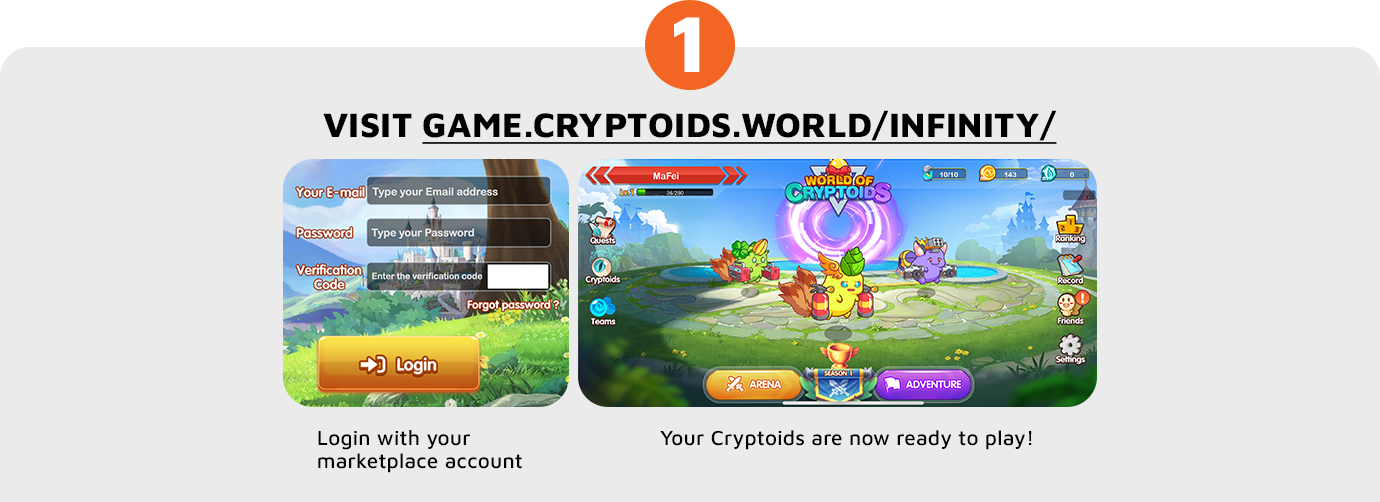 1
VISIT GAME.CRYPTOIDS.WORLD/INFINITY/
Your E-mail
Type your Email address
Password
Type your Password
Verification
Code
Enter the verification code
Forgot password ?
Login
MaFei
Lv.1
36/290
WORLD OF
CRYPTOIDS
10/10
143
0
Quests
Cryptoids
Teams
Ranking
Record
Friends
Settings
ARENA
SEASON 1
ADVENTURE
Login with your
marketplace account
Your Cryptoids are now ready to play!